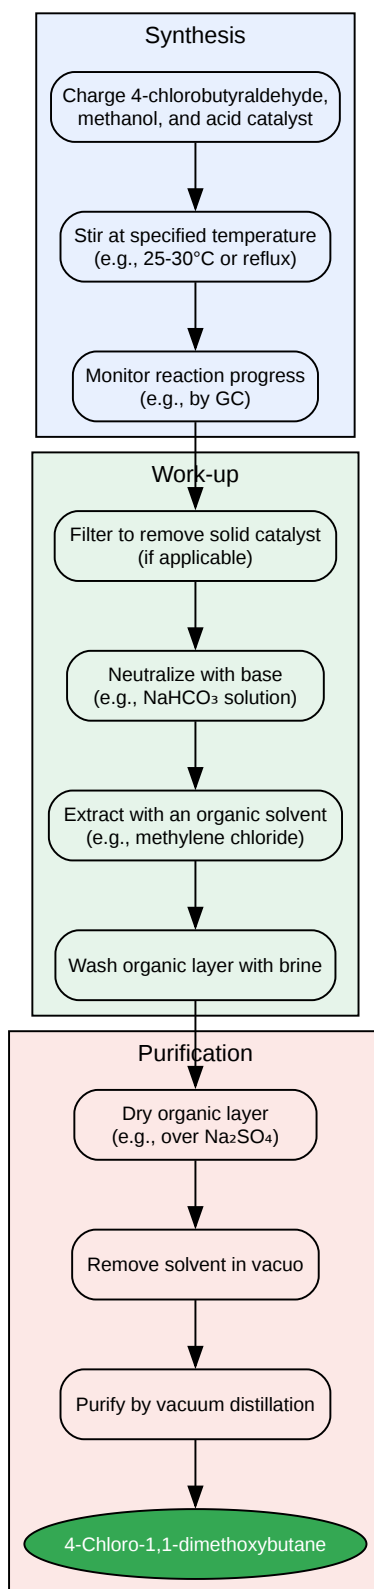 Synthesis
Charge 4-chlorobutyraldehyde,
methanol, and acid catalyst
Stir at specified temperature
(e.g., 25-30°C or reflux)
Monitor reaction progress
(e.g., by GC)
Work-up
Filter to remove solid catalyst
(if applicable)
Neutralize with base
(e.g., NaHCO₃ solution)
Extract with an organic solvent
(e.g., methylene chloride)
Wash organic layer with brine
Purification
Dry organic layer
(e.g., over Na₂SO₄)
Remove solvent in vacuo
Purify by vacuum distillation
4-Chloro-1,1-dimethoxybutane